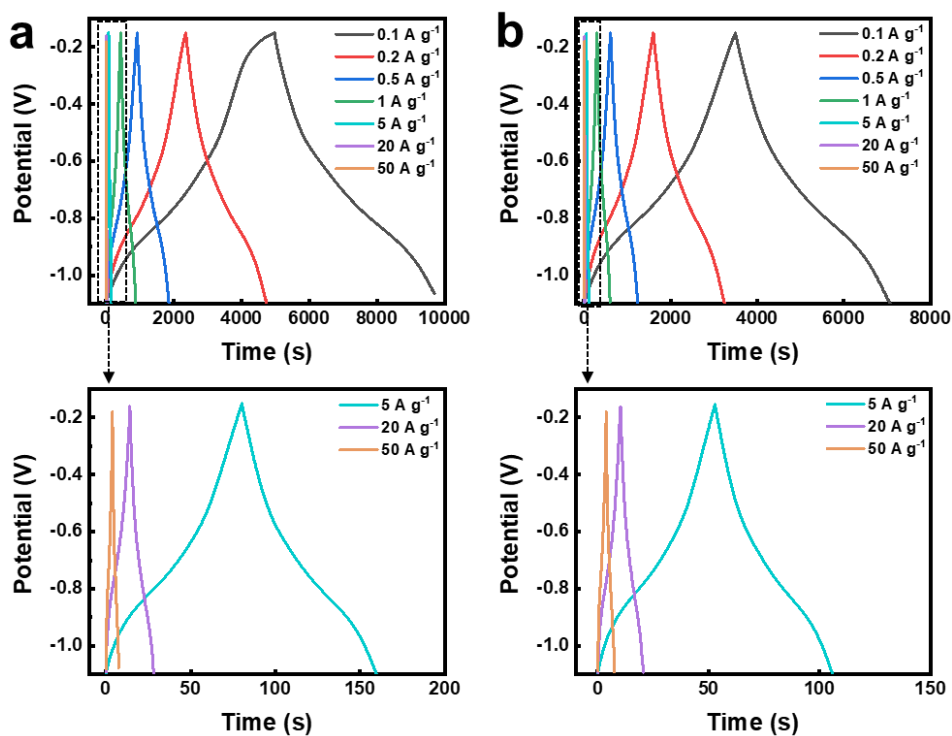 a
0.1 A g⁻¹
0.2 A g⁻¹
0.5 A g⁻¹
1 A g⁻¹
5 A g⁻¹
20 A g⁻¹
50 A g⁻¹
Potential (V)
-0.2
-0.4
-0.6
-0.8
-1.0
0 2000 4000 6000 8000 10000
Time (s)
b
0.1 A g⁻¹
0.2 A g⁻¹
0.5 A g⁻¹
1 A g⁻¹
5 A g⁻¹
20 A g⁻¹
50 A g⁻¹
Potential (V)
-0.2
-0.4
-0.6
-0.8
-1.0
0 2000 4000 6000 8000
Time (s)
5 A g⁻¹
20 A g⁻¹
50 A g⁻¹
Potential (V)
-0.2
-0.4
-0.6
-0.8
-1.0
0 50 100 150 200
Time (s)
5 A g⁻¹
20 A g⁻¹
50 A g⁻¹
Potential (V)
-0.2
-0.4
-0.6
-0.8
-1.0
0 50 100 150
Time (s)